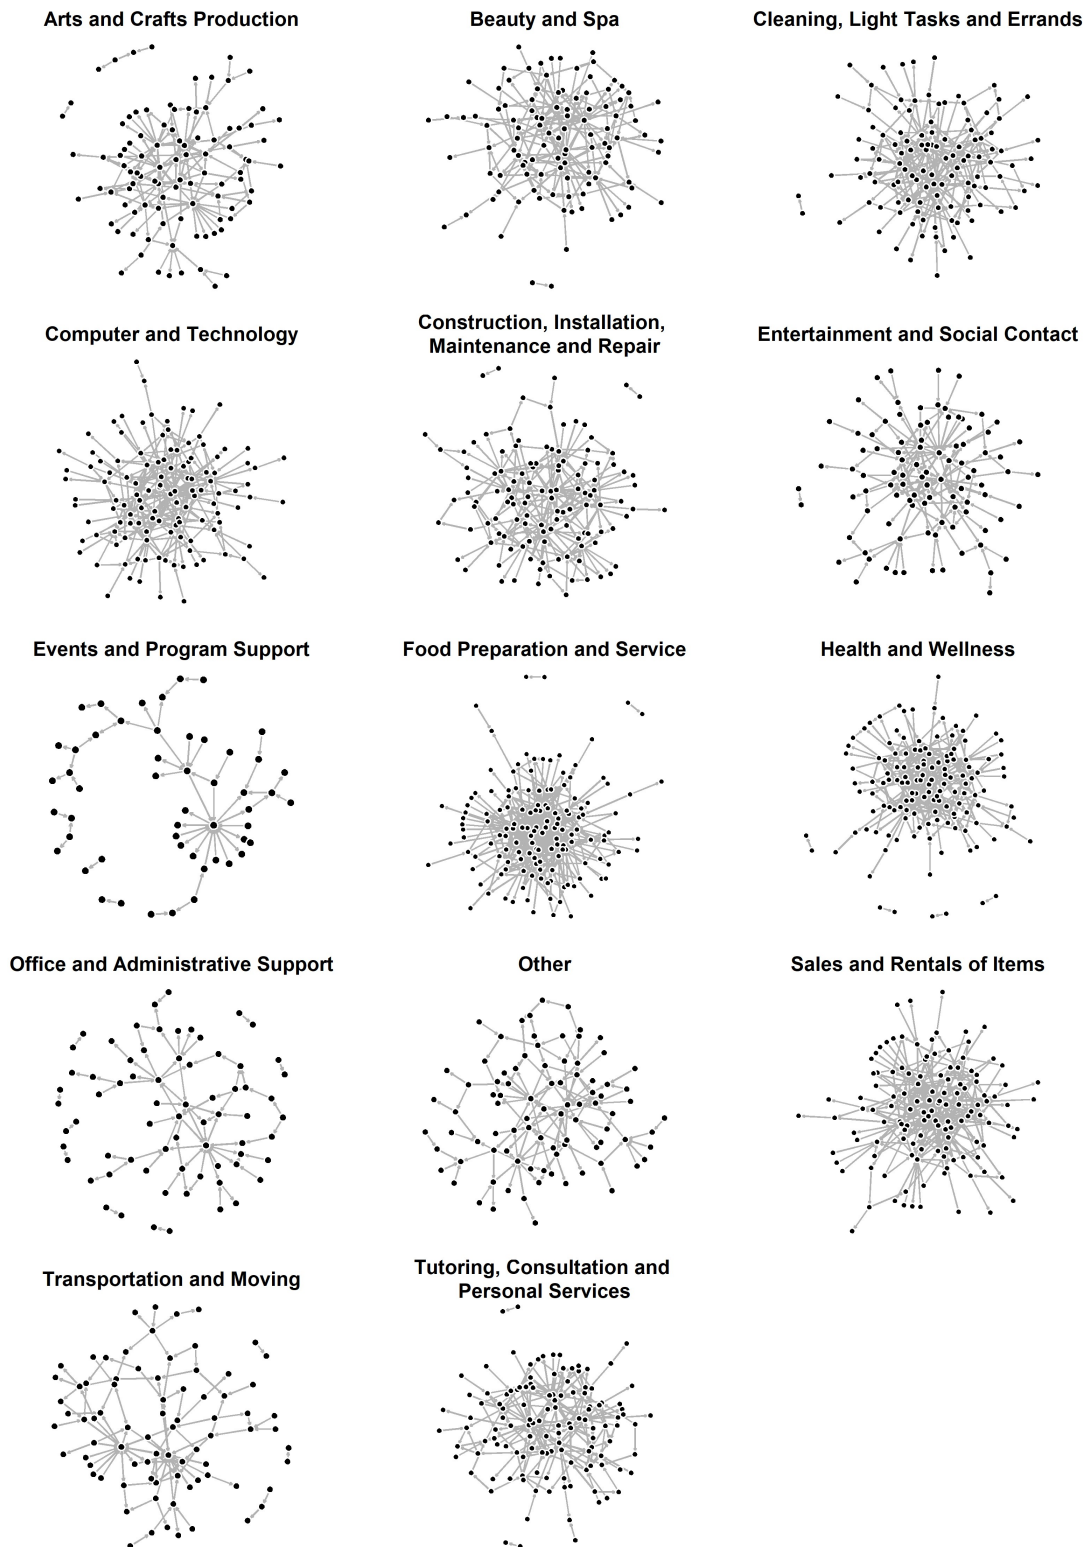 Arts and Crafts Production
Beauty and Spa
Cleaning, Light Tasks and Errands
Computer and Technology
Construction, Installation,
Maintenance and Repair
Entertainment and Social Contact
Events and Program Support
Food Preparation and Service
Health and Wellness
Office and Administrative Support
Other
Sales and Rentals of Items
Transportation and Moving
Tutoring, Consultation and
Personal Services